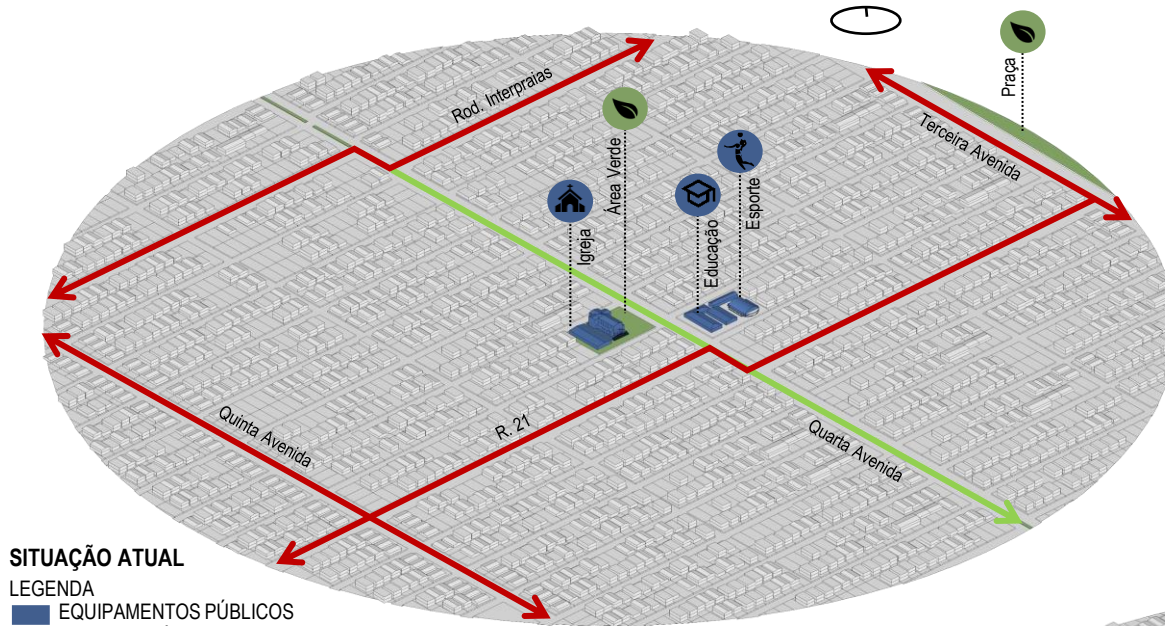 Praça
Rod. Interpraias
Terceira Avenida
Área Verde
Esporte
Igreja
Educação
Quinta Avenida
R. 21
Quarta Avenida
SITUAÇÃO ATUAL
LEGENDA
EQUIPAMENTOS PÚBLICOS